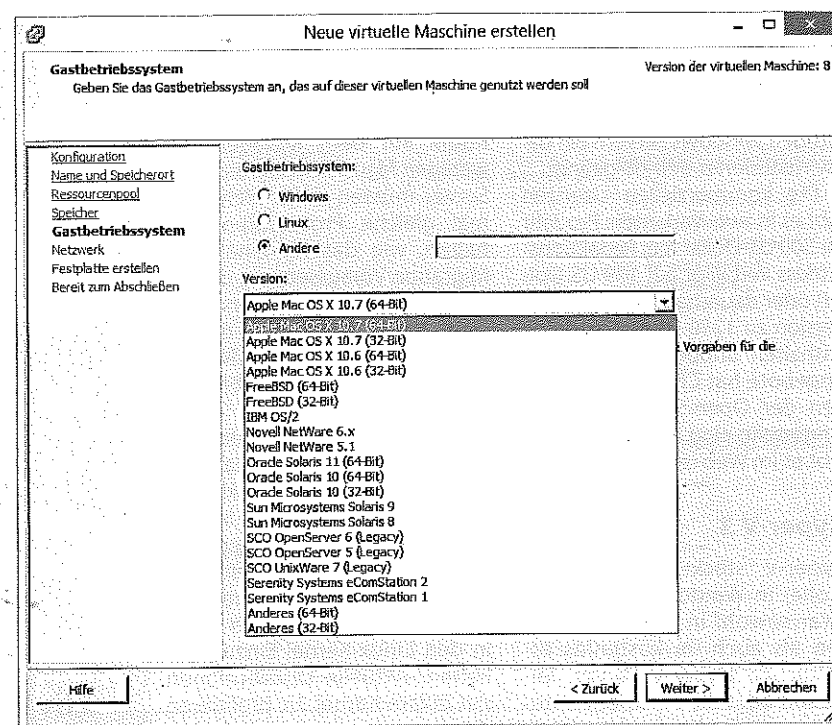 Neue virtuelle Maschine erstellen
Gastbetriebssystem
Version der virtuellen Maschine: 8
Geben Sie das Gastbetriebssystem an, das auf dieser virtuellen Maschine genutzt werden soll
Konfiguration
Name und Speicherort
Ressourcenpool
Speicher
Gastbetriebssystem
Netzwerk
Festplatte erstellen
Bereit zum Abschließen
Gastbetriebssystem:
Windows
Linux
Andere
Version:
Apple Mac OS X 10.7 (64-Bit)
Apple Mac OS X 10.7 (64-Bit)
Apple Mac OS X 10.7 (32-Bit)
Apple Mac OS X 10.6 (64-Bit)
Apple Mac OS X 10.6 (32-Bit)
FreeBSD (64-Bit)
FreeBSD (32-Bit)
IBM OS/2
Novell NetWare 6.x
Novell NetWare 5.1
Oracle Solaris 11 (64-Bit)
Oracle Solaris 10 (64-Bit)
Oracle Solaris 10 (32-Bit)
Sun Microsystems Solaris 9
Sun Microsystems Solaris 8
SCO OpenServer 6 (Legacy)
SCO OpenServer 5 (Legacy)
SCO UnixWare 7 (Legacy)
Serenity Systems eComStation 2
Serenity Systems eComStation 1
Anderes (64-Bit)
Anderes (32-Bit)
Vorgaben für die
Hilfe
< Zurück
Weiter >
Abbrechen